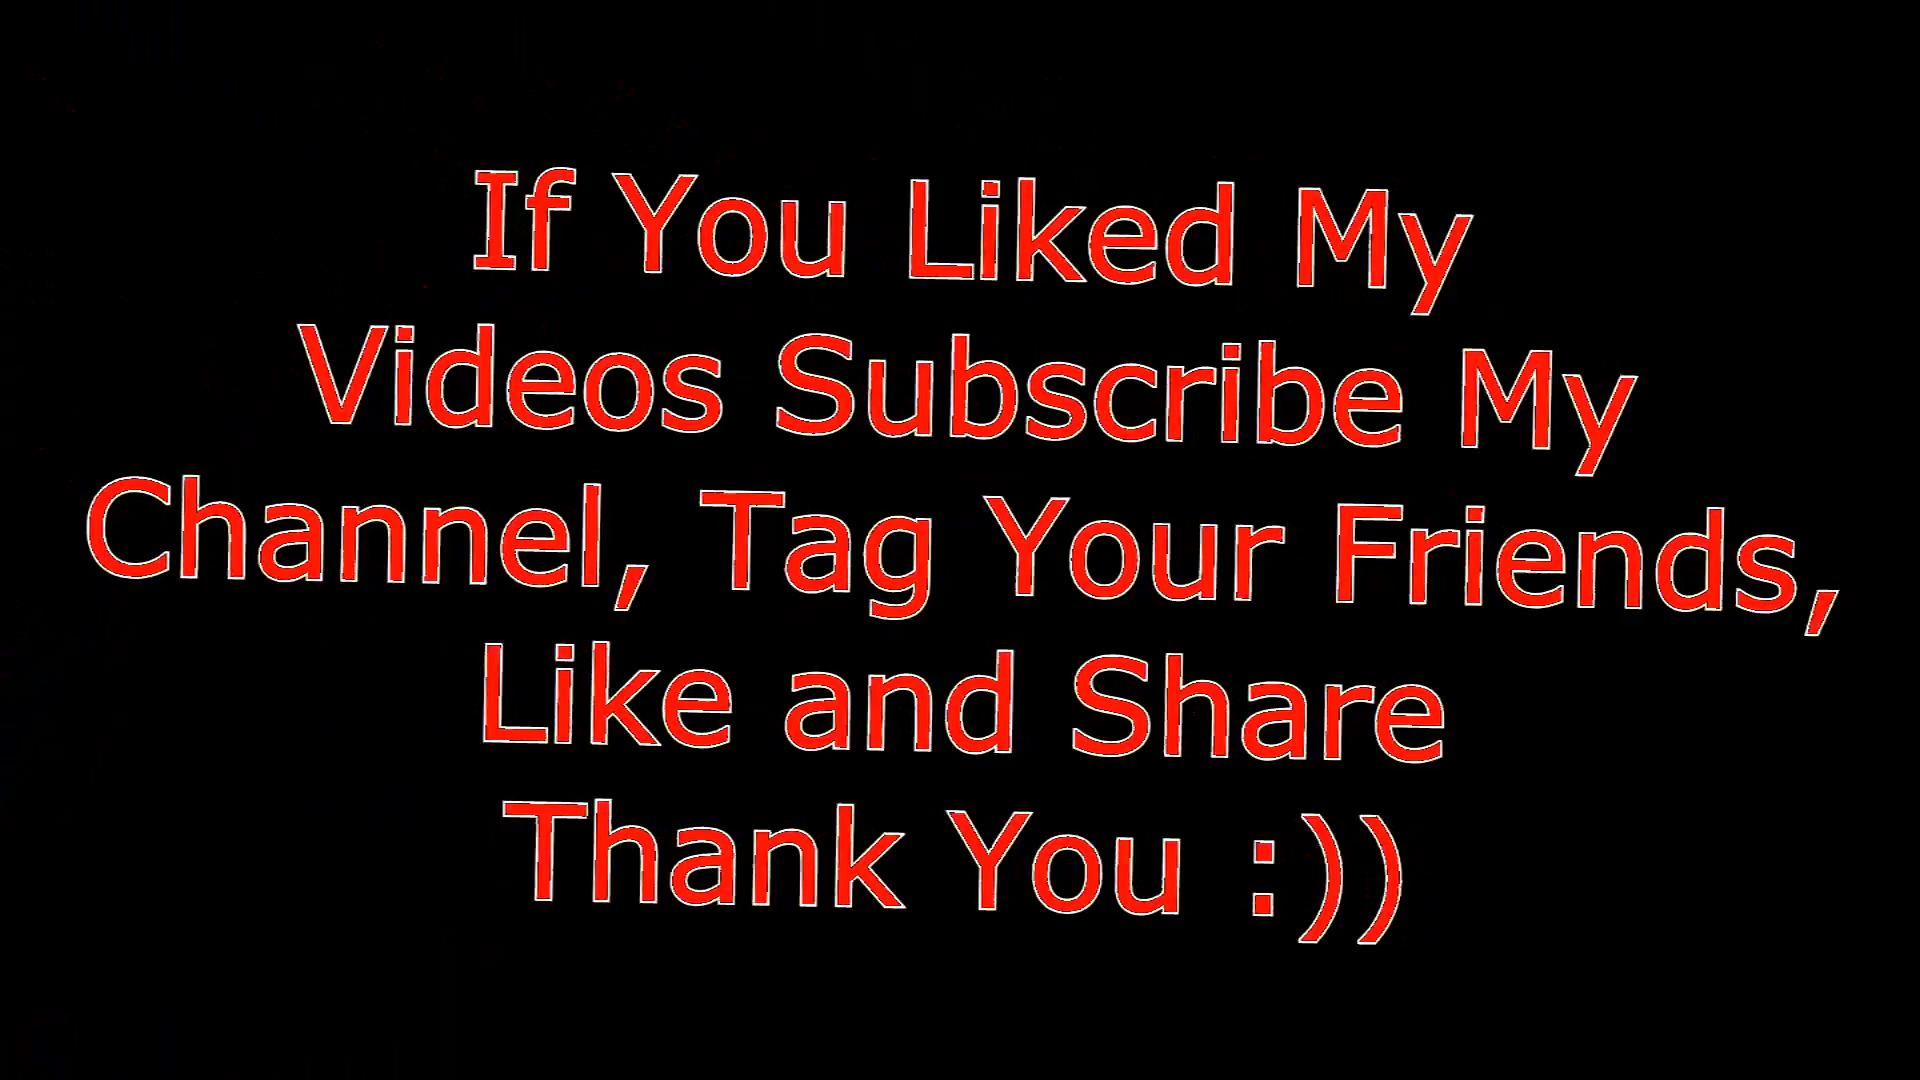 If You Liked My
Videos Subscribe My
Channel, Tag Your Friends,
Like and Share
Thank You :))